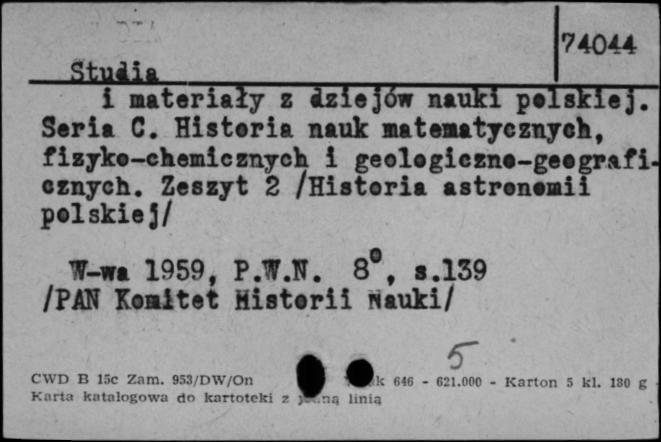 74044
Studia
i materiały z dziejów nauki polskiej.
Seria C. Historia nauk matematycznych,
fizyko-chemicznych i geologiczno-geografi-
cznych. Zeszyt 2 /Historia astronomii
polskiej/
W-wa 1959, P.W.N. 8°, s.139
/PAN Komitet Historii Nauki/
5
CWD B 15c Zam. 953/DW/On k 646 - 621.000 - Karton 5 kl. 180 g
Karta katalogowa do kartoteki z linią